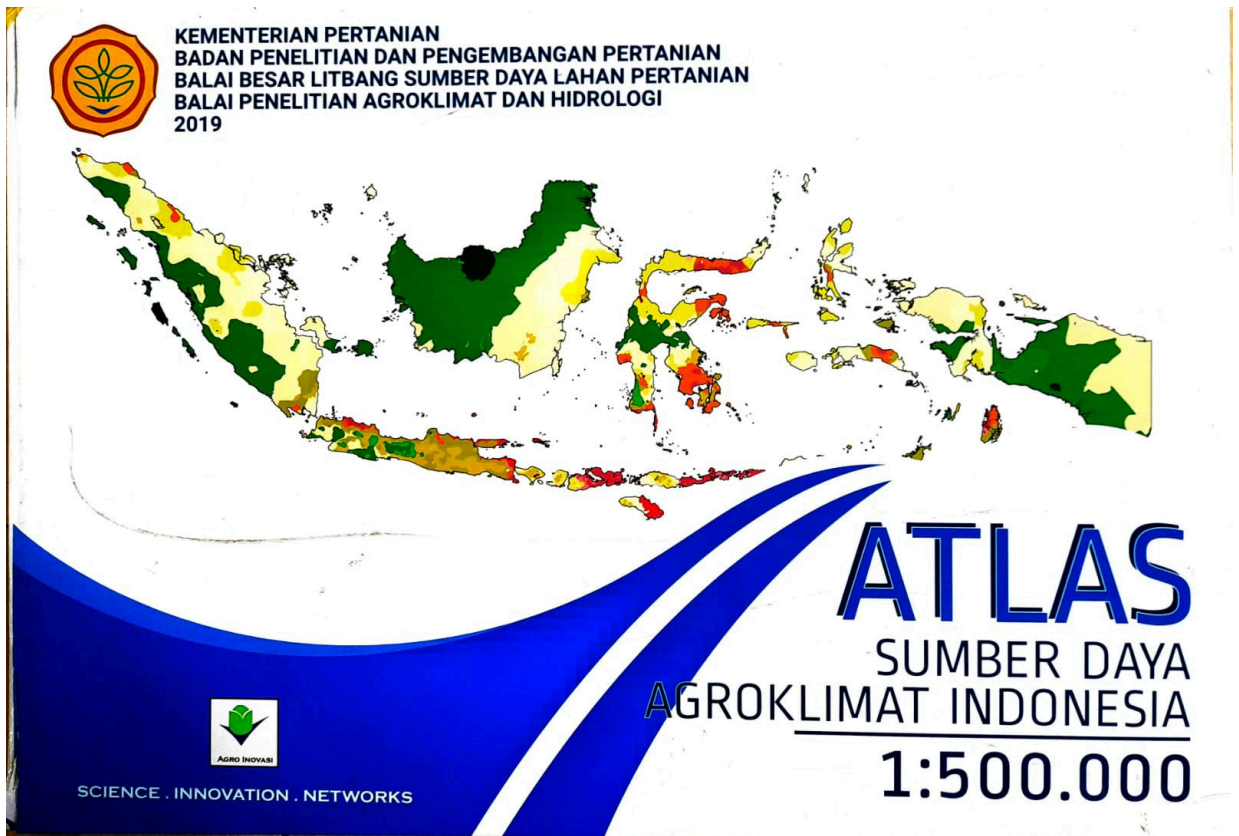 KEMENTERIAN PERTANIAN
BADAN PENELITIAN DAN PENGEMBANGAN PERTANIAN
BALAI BESAR LITBANG SUMBER DAYA LAHAN PERTANIAN
BALAI PENELITIAN AGROKLIMAT DAN HIDROLOGI
2019
ATLAS
SUMBER DAYA
AGROKLIMAT INDONESIA
1:500.000
AGRO INOVASI
SCIENCE . INNOVATION . NETWORKS